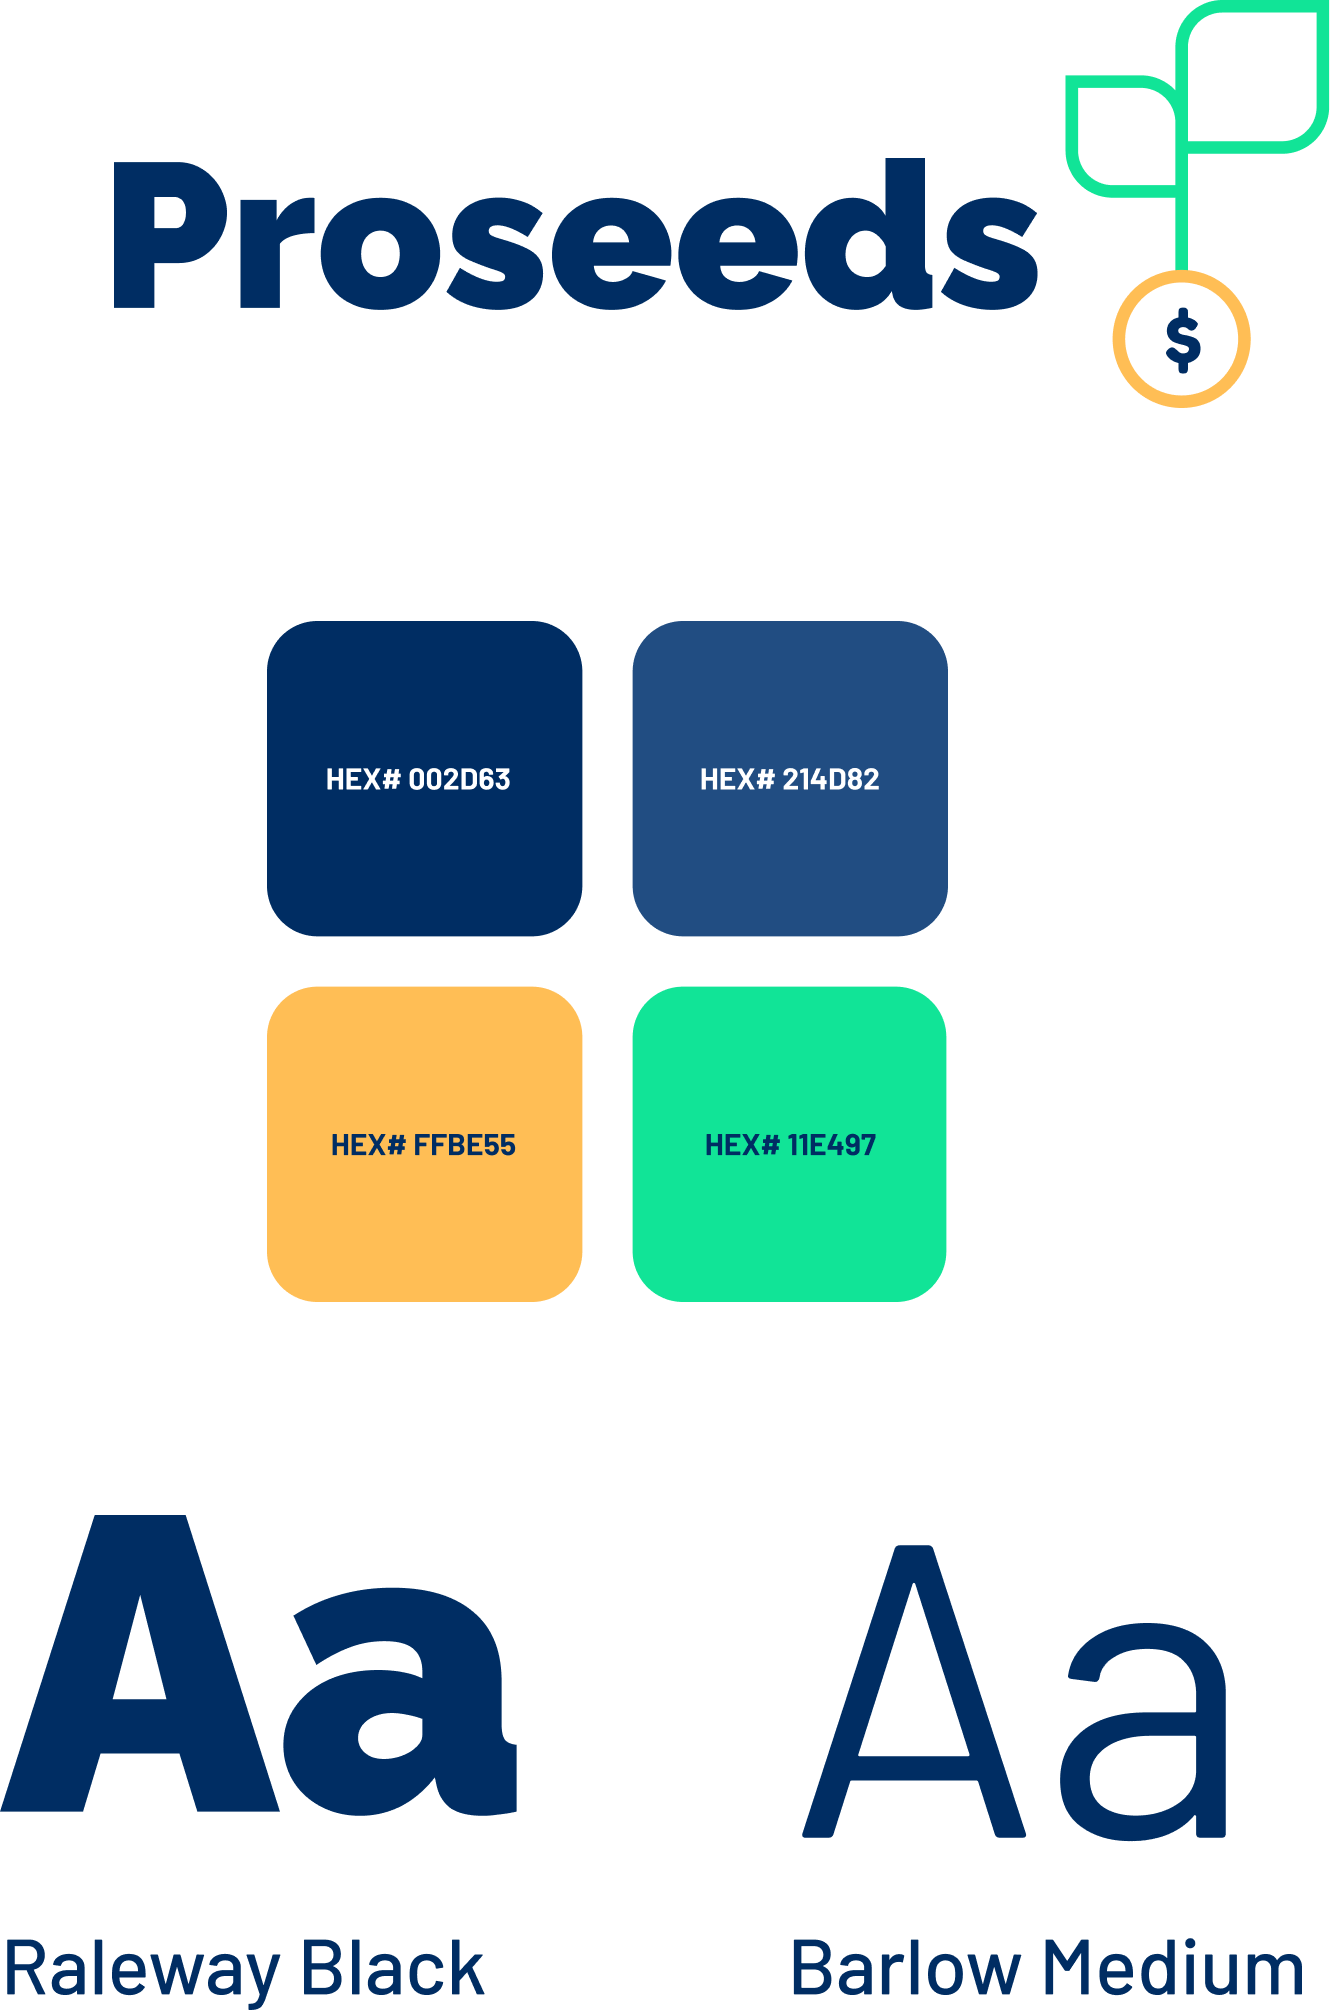 Proseeds
$
HEX# 002D63
HEX# 214D82
HEX# FFBE55
HEX# 11E497
Aa
Aa
Raleway Black
Barlow Medium